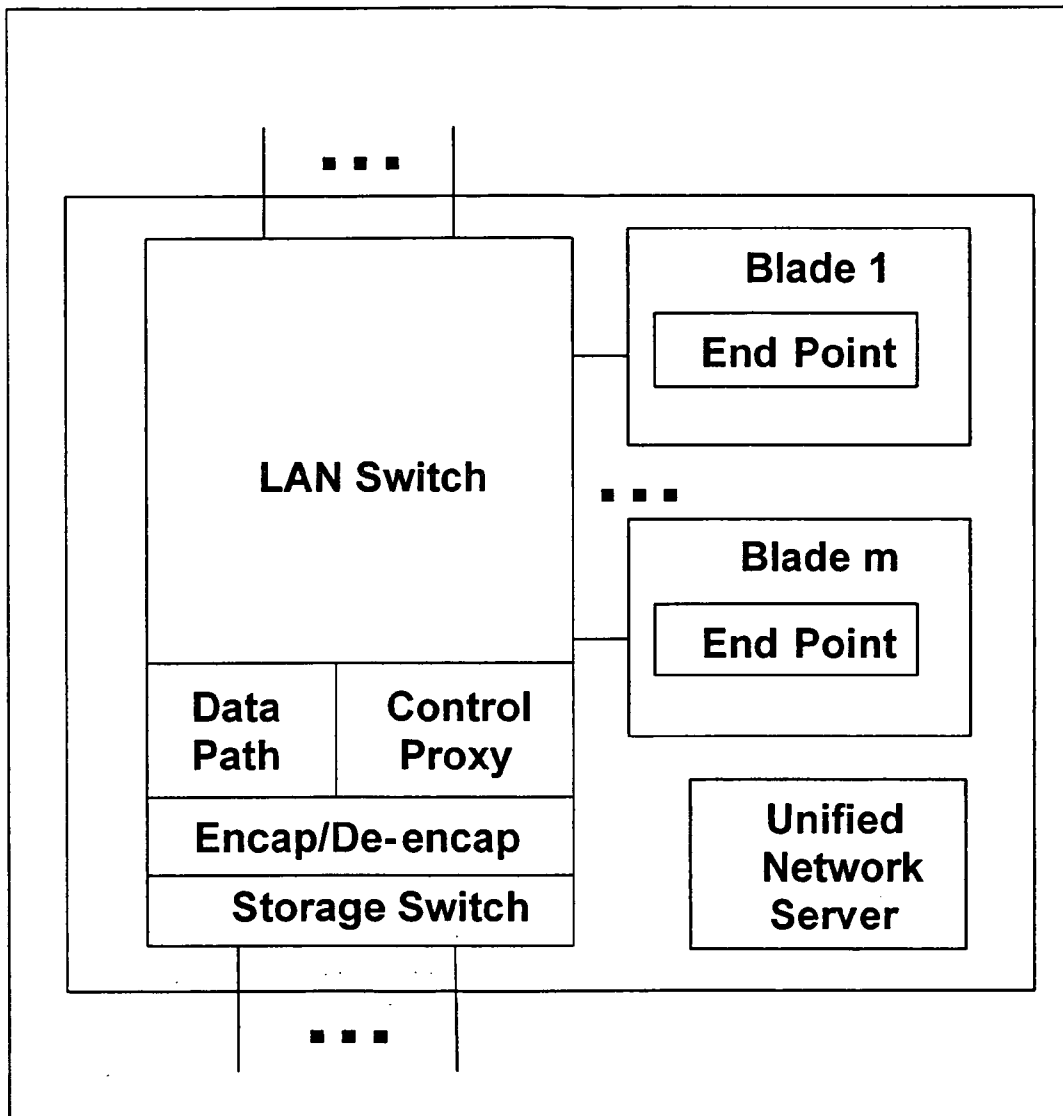 Blade 1
End Point
LAN Switch
Blade m
End Point
Data
Path
Control
Proxy
Encap/De-encap
Storage Switch
Unified
Network
Server